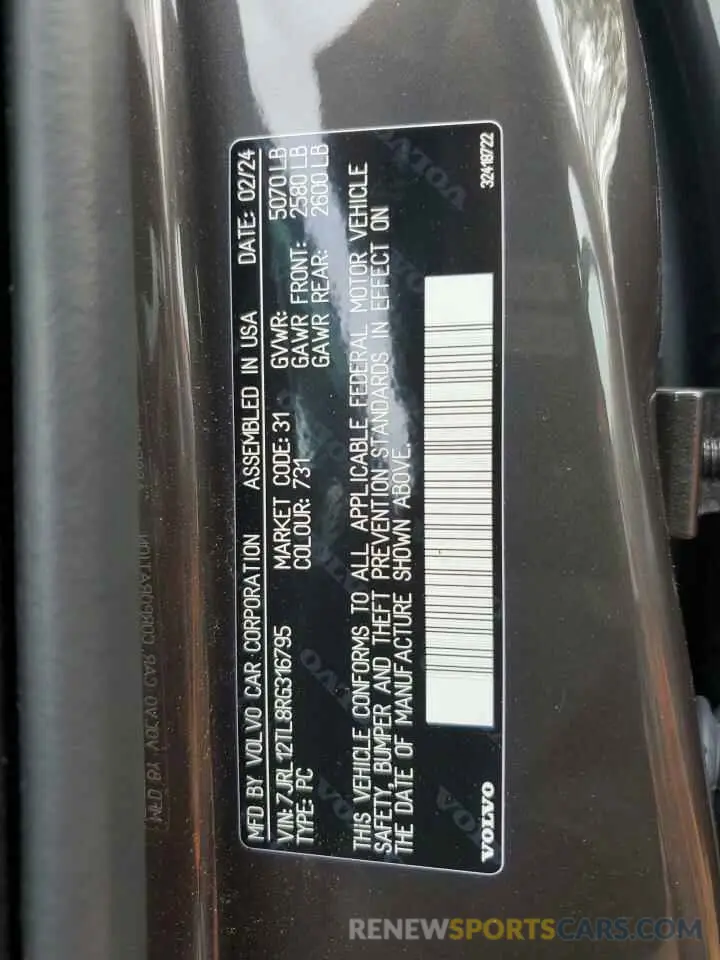 MFD BY VOLVO CAR CORPORATION ASSEMBLED IN USA DATE: 02/24
VIN: 7JRL12TL8RG316795 MARKET CODE: 31 GVWR: 5070 LB
TYPE: PC COLOUR: 731 GAWR FRONT: 2580 LB
GAWR REAR: 2600 LB
THIS VEHICLE CONFORMS TO ALL APPLICABLE FEDERAL MOTOR VEHICLE
SAFETY, BUMPER AND THEFT PREVENTION STANDARDS IN EFFECT ON
THE DATE OF MANUFACTURE SHOWN ABOVE.
VOLVO 32418722
RENEWSPORTSCARS.COM